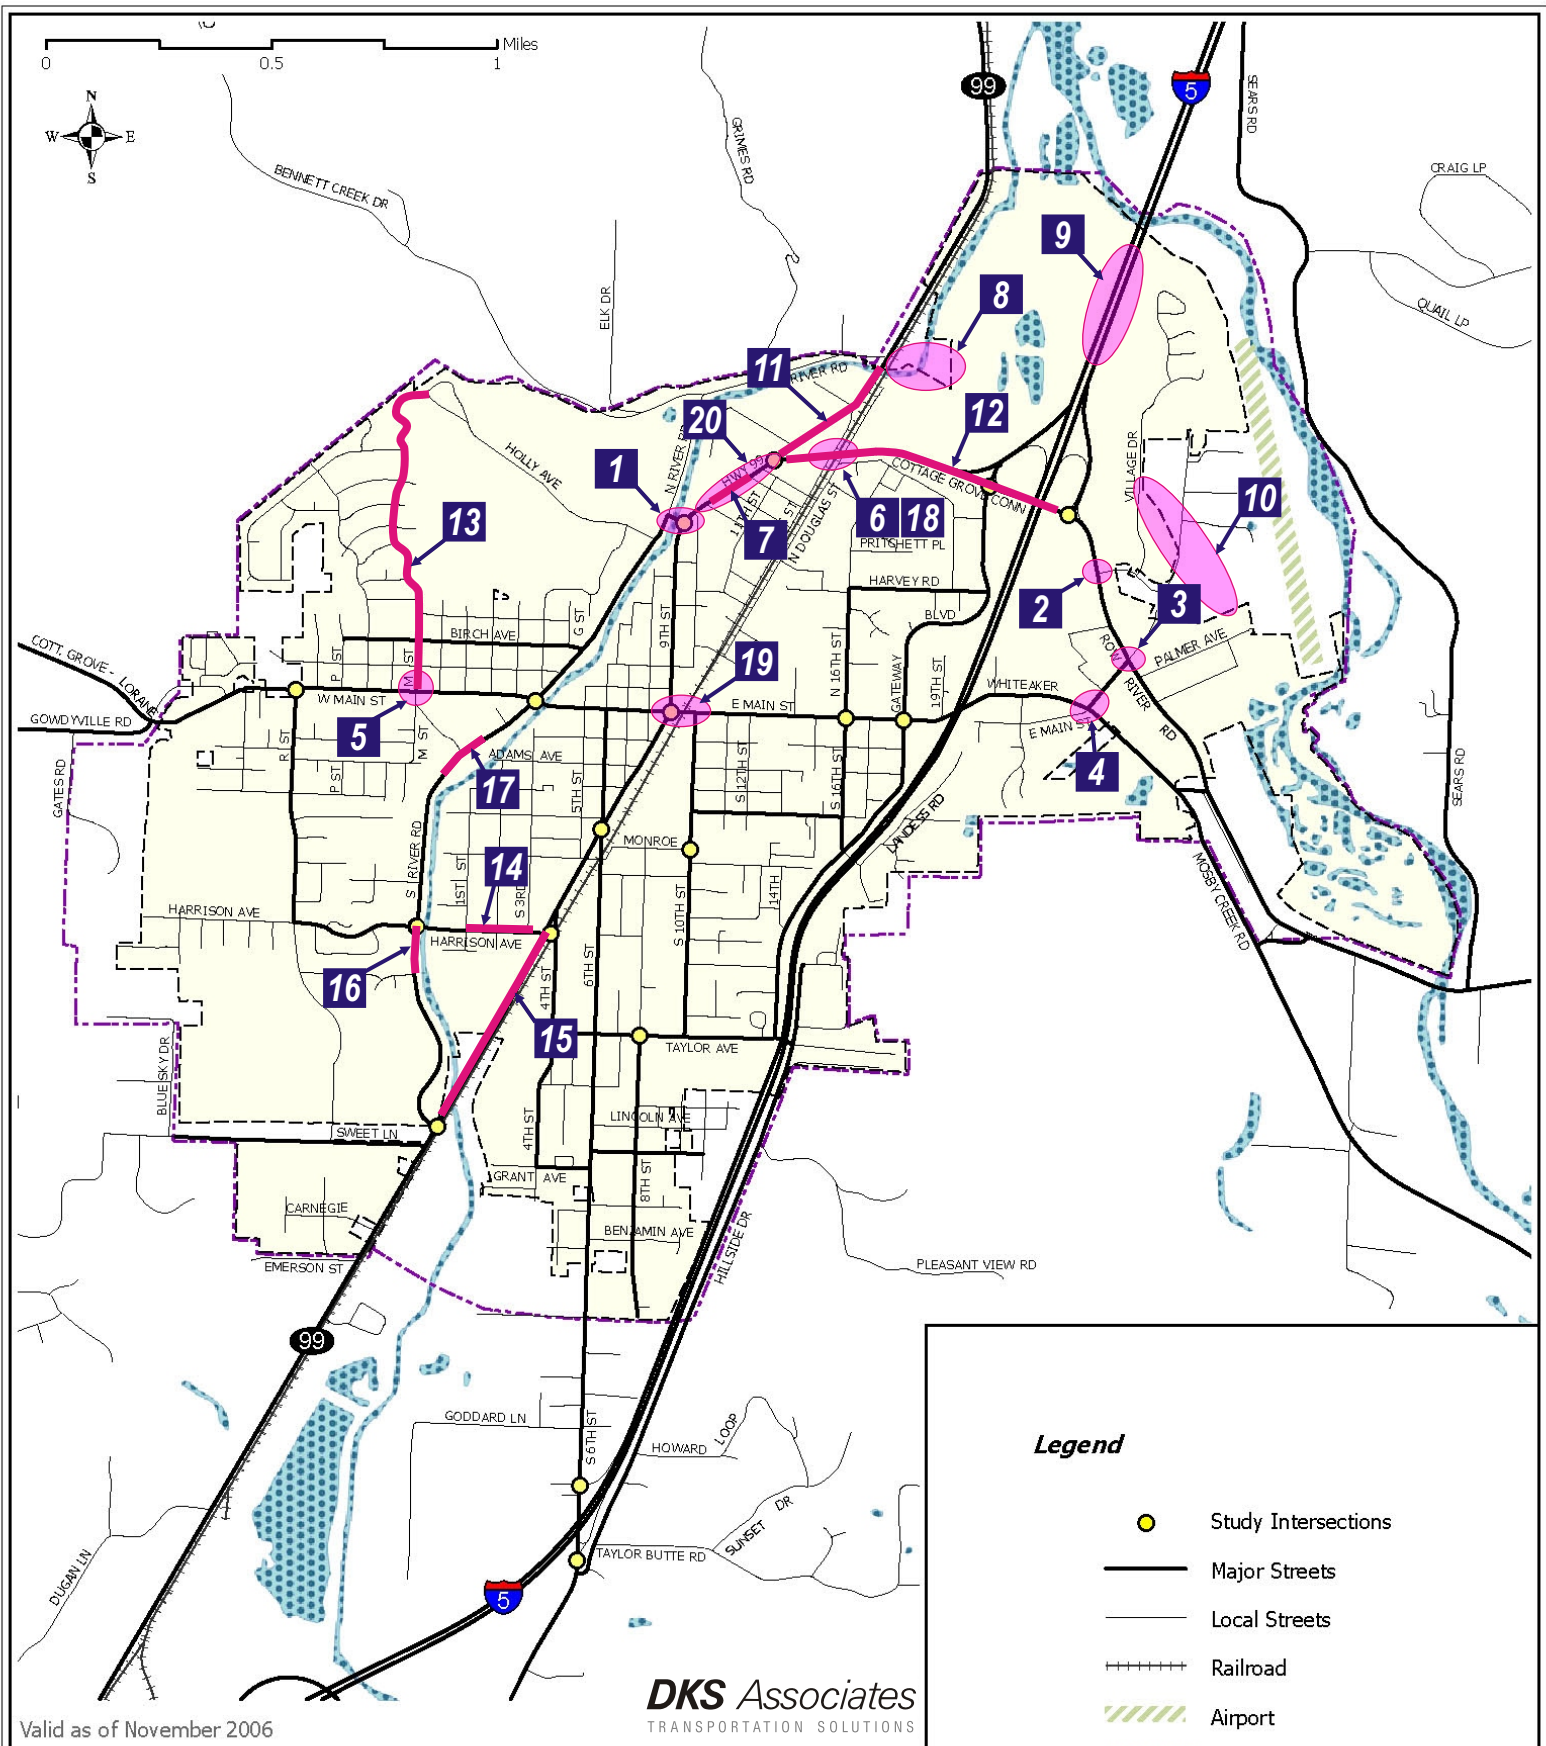 Miles
0
0.5
1
N
W
E
S
99
5
SEARS RD
GRIMES RD
BENNETT CREEK DR
CRAIG LP
QUAIL LP
ELK DR
9
8
11
RIVER RD
20
12
HOLLY AVE
N RIVER RD
1
HWY 99
COTTAGE GROVE CONN
VILLAGE DR
10
13
11TH ST
ST
N DOUGLAS ST
7
6
18
PRITCHETT PL
HARVEY RD
2
3
BLVD
G ST
9TH ST
BIRCH AVE
ROW
RIVER
RD
PALMER AVE
COTT. GROVE - LORANE
P ST
M ST
19
N 16TH ST
GATEWAY
19TH ST
WHITEAKER
W MAIN ST
E MAIN ST
E MAIN ST
GOWDYVILLE RD
5
R ST
M ST
ADAMS AVE
4
GATES RD
P ST
17
5TH ST
S 12TH ST
S 16TH ST
SEARS RD
LANDESS RD
S RIVER RD
MONROE
14
1ST ST
S 3RD
14TH
MOSBY CREEK RD
HARRISON AVE
HARRISON AVE
S 10TH ST
16
4TH ST
6TH ST
15
TAYLOR AVE
BLUE SKY DR
LINCOLN AVE
SWEET LN
4TH ST
GRANT AVE
8TH ST
CARNEGIE
BENJAMIN AVE
HILLSIDE DR
EMERSON ST
PLEASANT VIEW RD
99
GODDARD LN
S 6TH ST
HOWARD
LOOP
SUNSET DR
TAYLOR BUTTE RD
DUGAN LN
5
Legend
Study Intersections
Major Streets
Local Streets
Railroad
Airport
DKS Associates
TRANSPORTATION SOLUTIONS
Valid as of November 2006